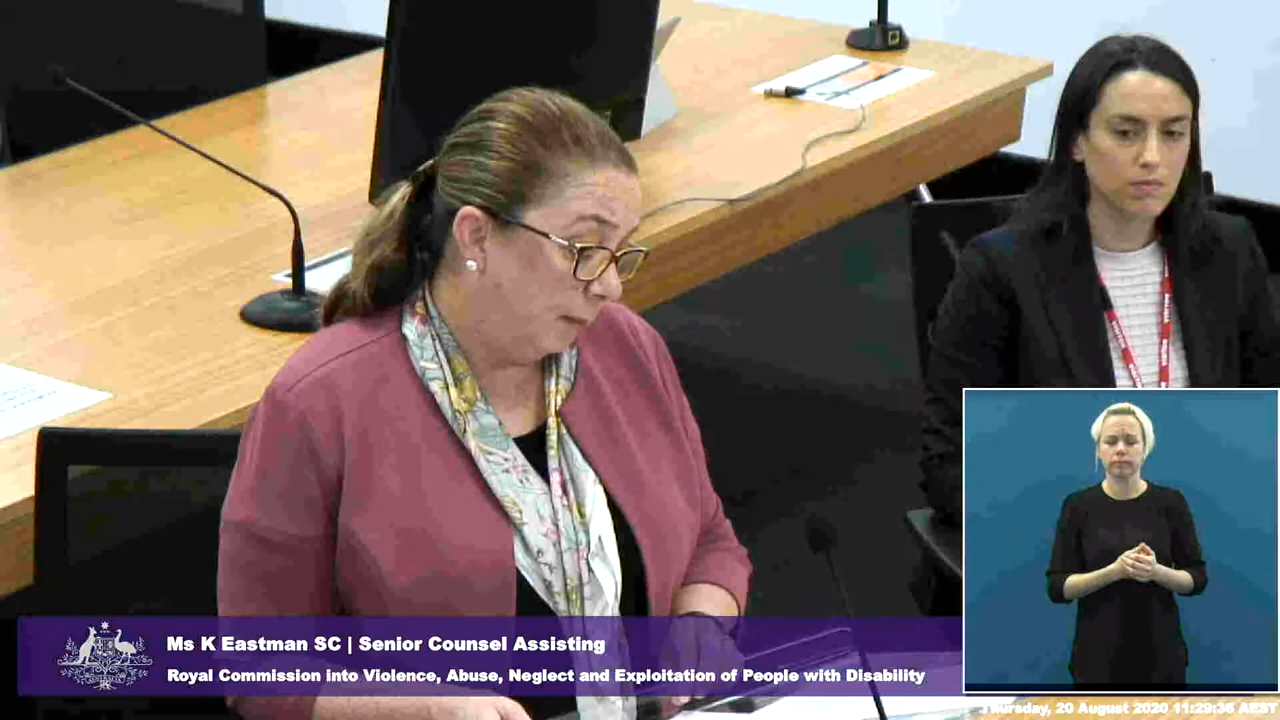 Ms K Eastman SC | Senior Counsel Assisting
Royal Commission into Violence, Abuse, Neglect and Exploitation of People with Disability
Thursday, 20 August 2020 11:29:36 AEST